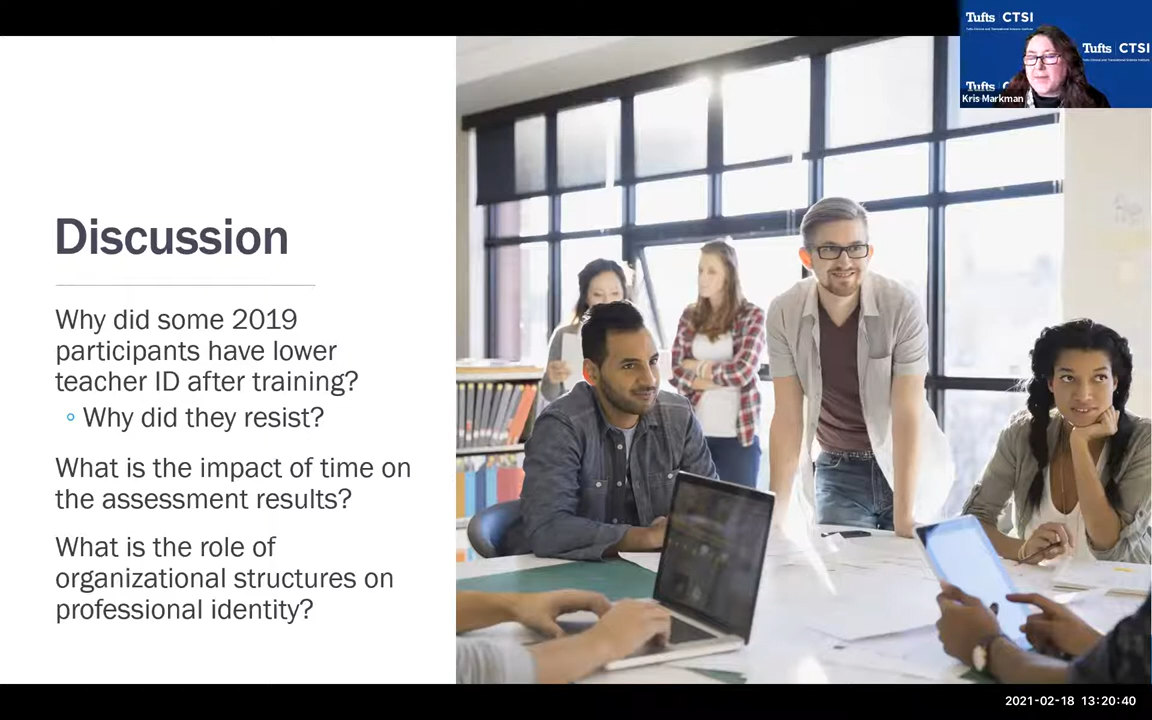 Tufts CTSI
Tufts CTSI
Tufts
Kris Markman
Discussion
Why did some 2019
participants have lower
teacher ID after training?
Why did they resist?
What is the impact of time on
the assessment results?
What is the role of
organizational structures on
professional identity?
2021-02-18 13:20:40